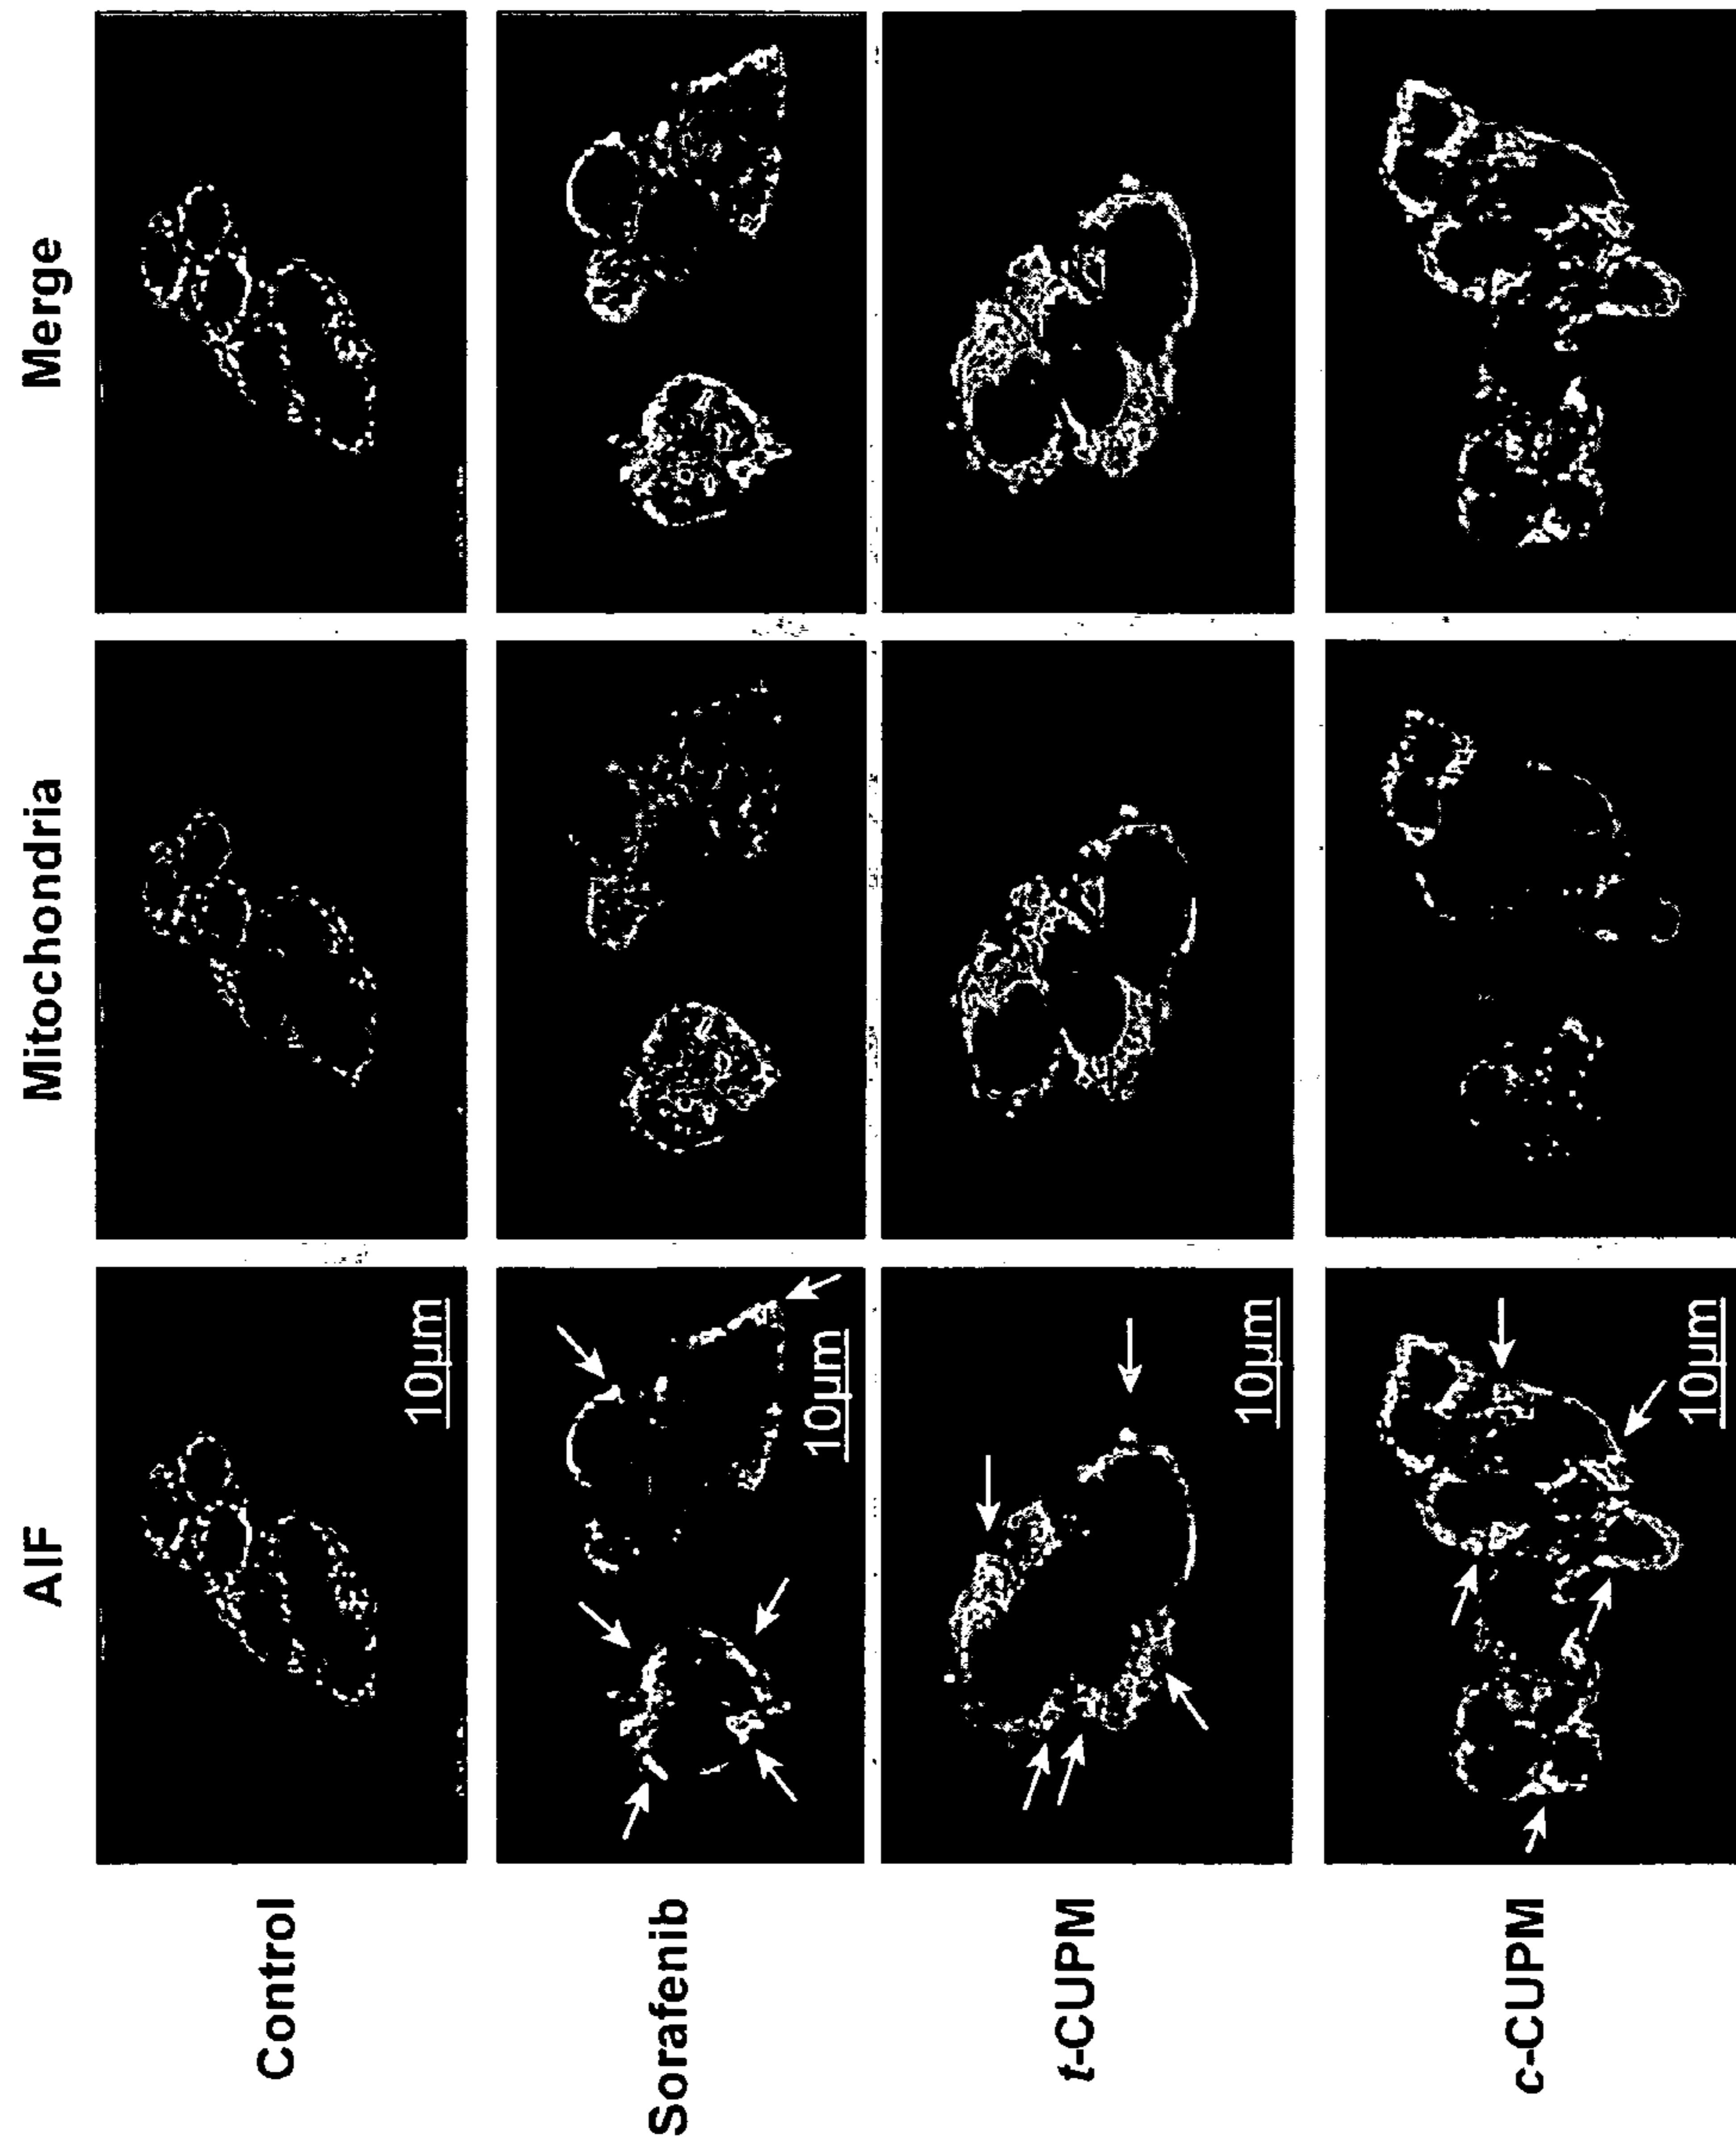 AIF
Mitochondria
Merge
Control
10μm
Sorafenib
10μm
t-CUPM
10μm
c-CUPM
10μm